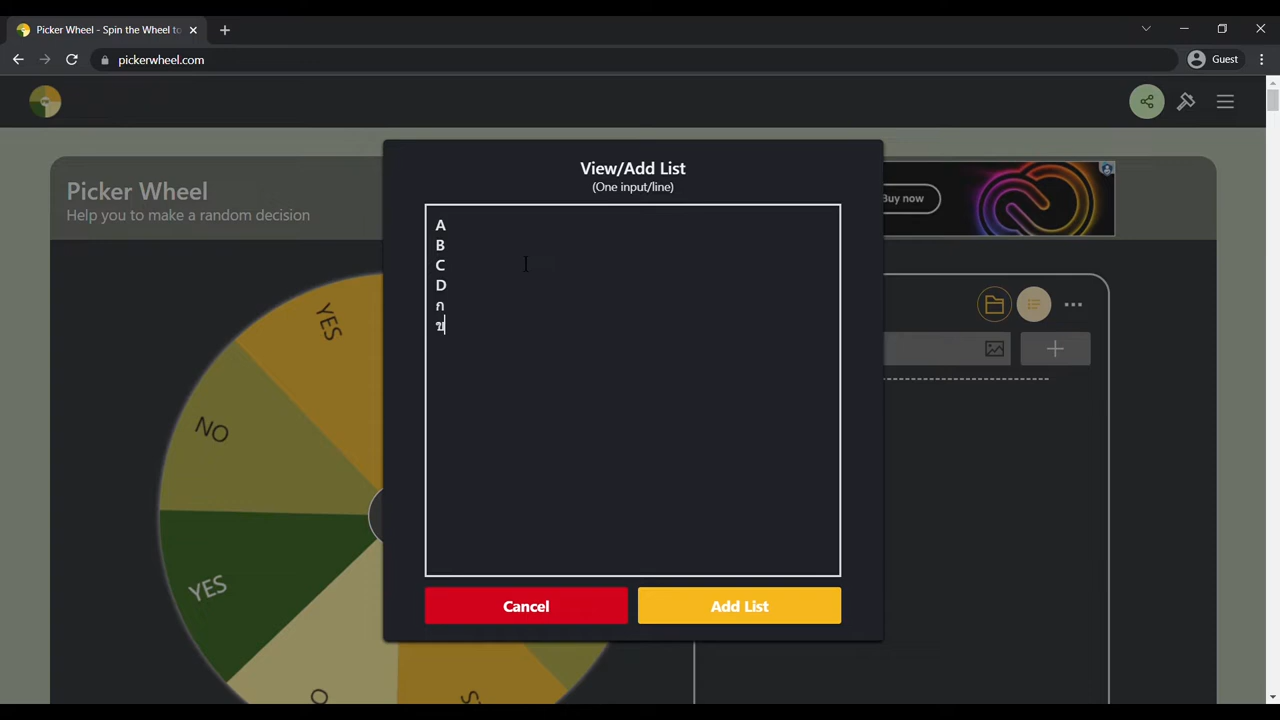 Picker Wheel - Spin the Wheel to
pickerwheel.com
Guest
Picker Wheel
Help you to make a random decision
Buy now
View/Add List
(One input/line)
A
B
C
D
ก
ข
Cancel
Add List
YES
NO
YES